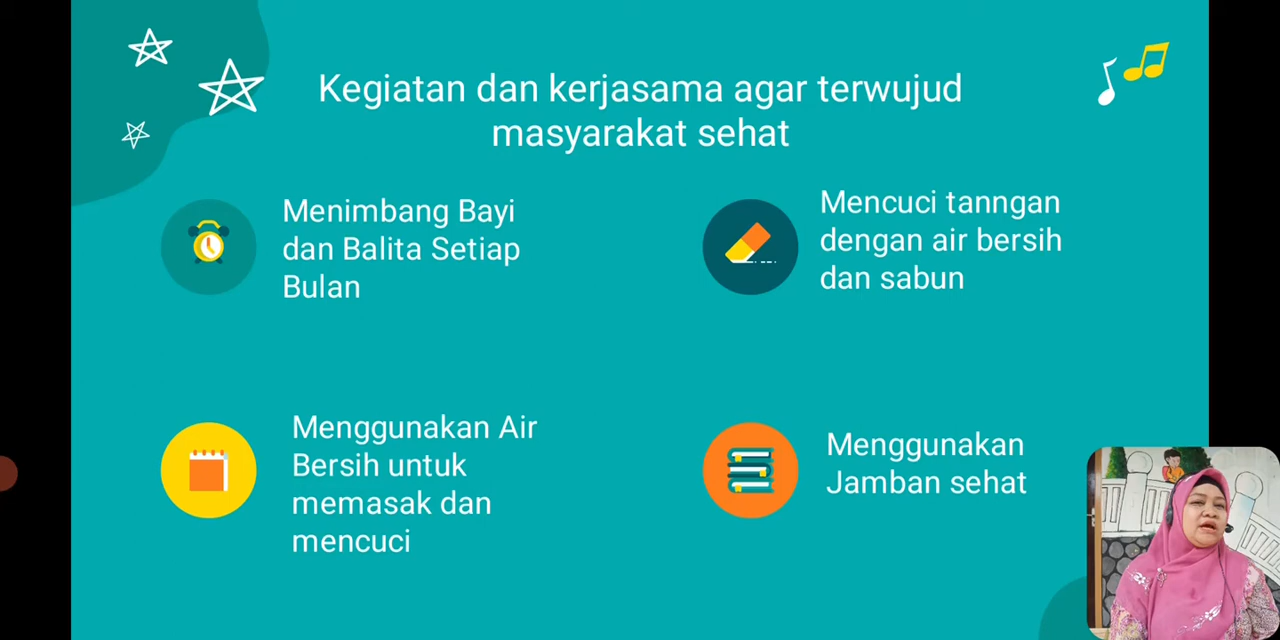 Kegiatan dan kerjasama agar terwujud
masyarakat sehat
Menimbang Bayi
dan Balita Setiap
Bulan
Mencuci tanngan
dengan air bersih
dan sabun
Menggunakan Air
Bersih untuk
memasak dan
mencuci
Menggunakan
Jamban sehat